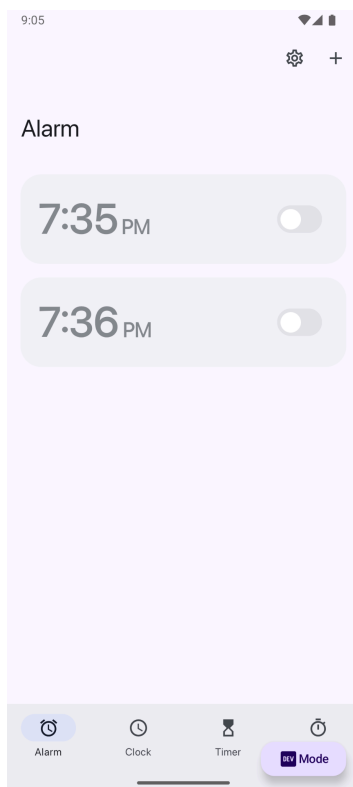 9:05
Alarm
7:35 PM
7:36 PM
Alarm Clock Timer
DEV Mode